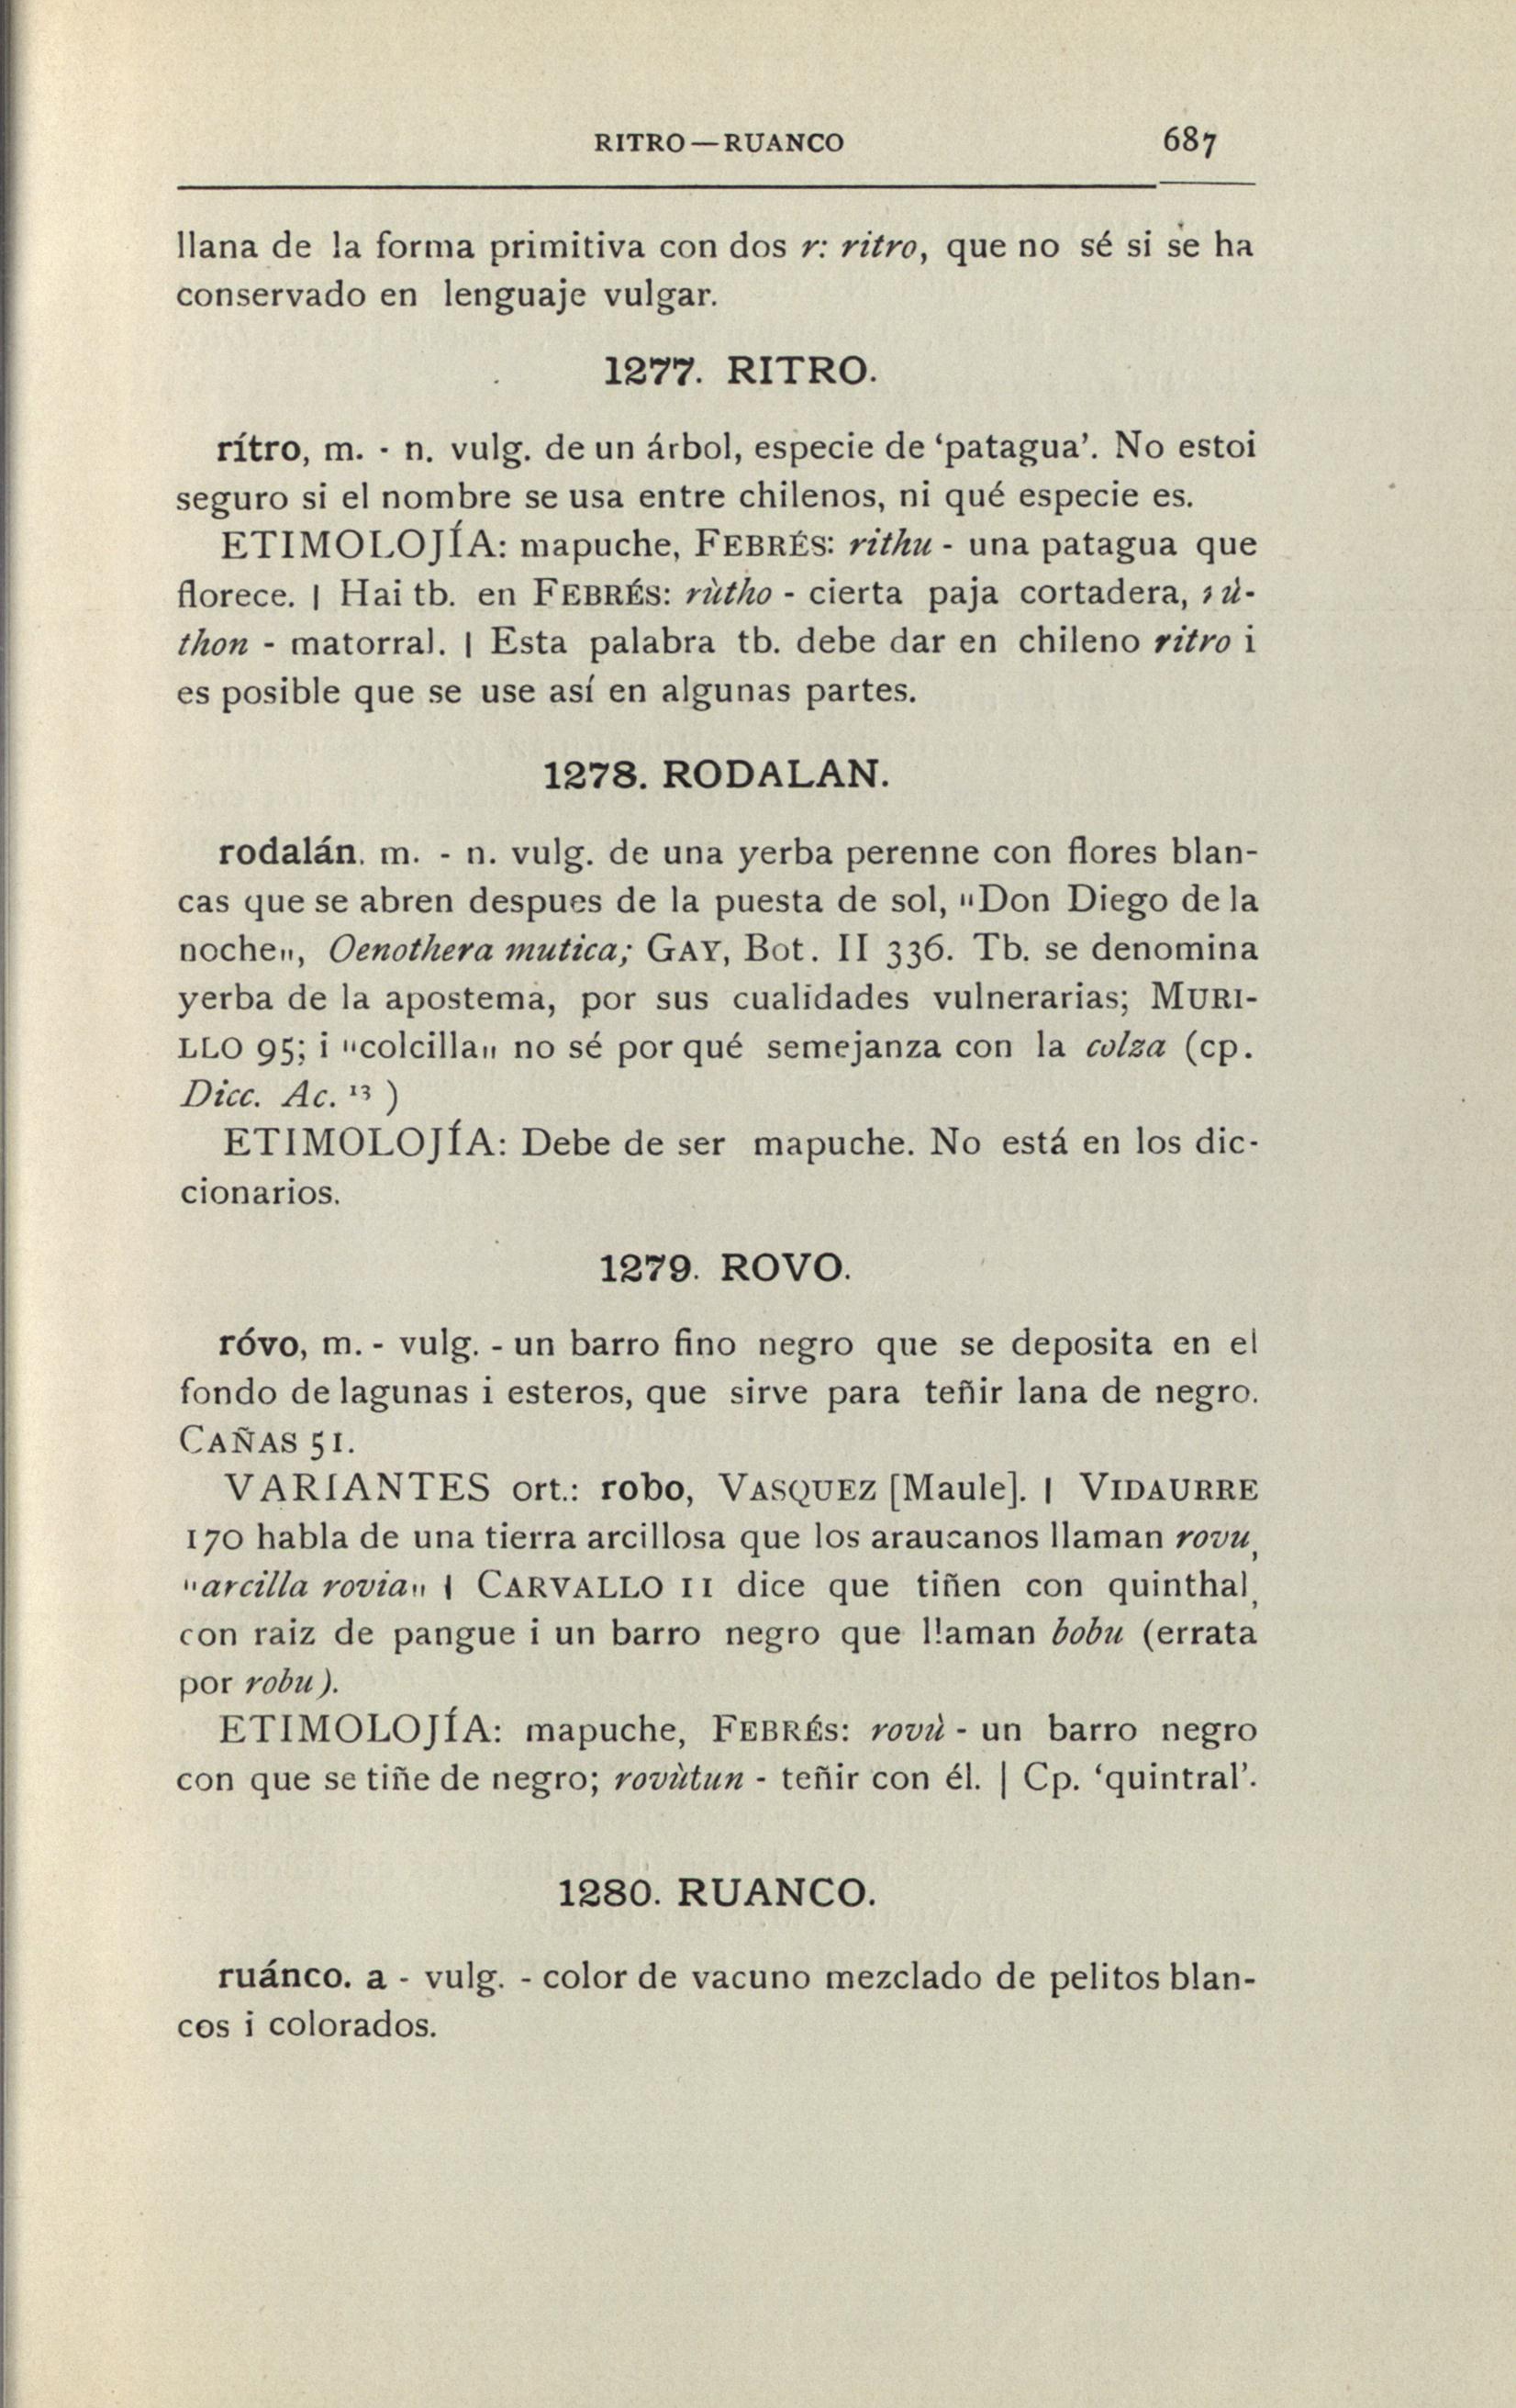 RITRO—RUANCO 687
llana de la forma primitiva con dos r: ritro, que no sé si se ha
conservado en lenguaje vulgar.
1277. RITRO.
rítro, m. - n. vulg. de un árbol, especie de ‘patagua’. No estoi
seguro si el nombre se usa entre chilenos, ni qué especie es.
ETIMOLOJÍA: mapuche, FEBRÉS: rithu - una patagua que
florece. | Hai tb. en FEBRÉS: rùtho - cierta paja cortadera, rù-
thon - matorral. | Esta palabra tb. debe dar en chileno ritro i
es posible que se use así en algunas partes.
1278. RODALAN.
rodalán. m. - n. vulg. de una yerba perenne con flores blan-
cas que se abren despues de la puesta de sol, "Don Diego de la
noche„, Oenothera mutica; GAY, Bot. II 336. Tb. se denomina
yerba de la apostema, por sus cualidades vulnerarias; MURI-
LLO 95; i "colcilla„ no sé por qué semejanza con la colza (cp.
Dicc. Ac. ¹³ )
ETIMOLOJÍA: Debe de ser mapuche. No está en los dic-
cionarios.
1279. ROVO.
róvo, m. - vulg. - un barro fino negro que se deposita en el
fondo de lagunas i esteros, que sirve para teñir lana de negro.
CAÑAS 51.
VARIANTES ort.: robo, VASQUEZ [Maule]. | VIDAURRE
170 habla de una tierra arcillosa que los araucanos llaman rovu,
"arcilla rovia„ | CARVALLO 11 dice que tiñen con quinthal,
con raiz de pangue i un barro negro que llaman bobu (errata
por robu).
ETIMOLOJÍA: mapuche, FEBRÉS: rovù - un barro negro
con que se tiñe de negro; rovùtun - teñir con él. | Cp. ‘quintral’.
1280. RUANCO.
ruánco. a - vulg. - color de vacuno mezclado de pelitos blan-
cos i colorados.